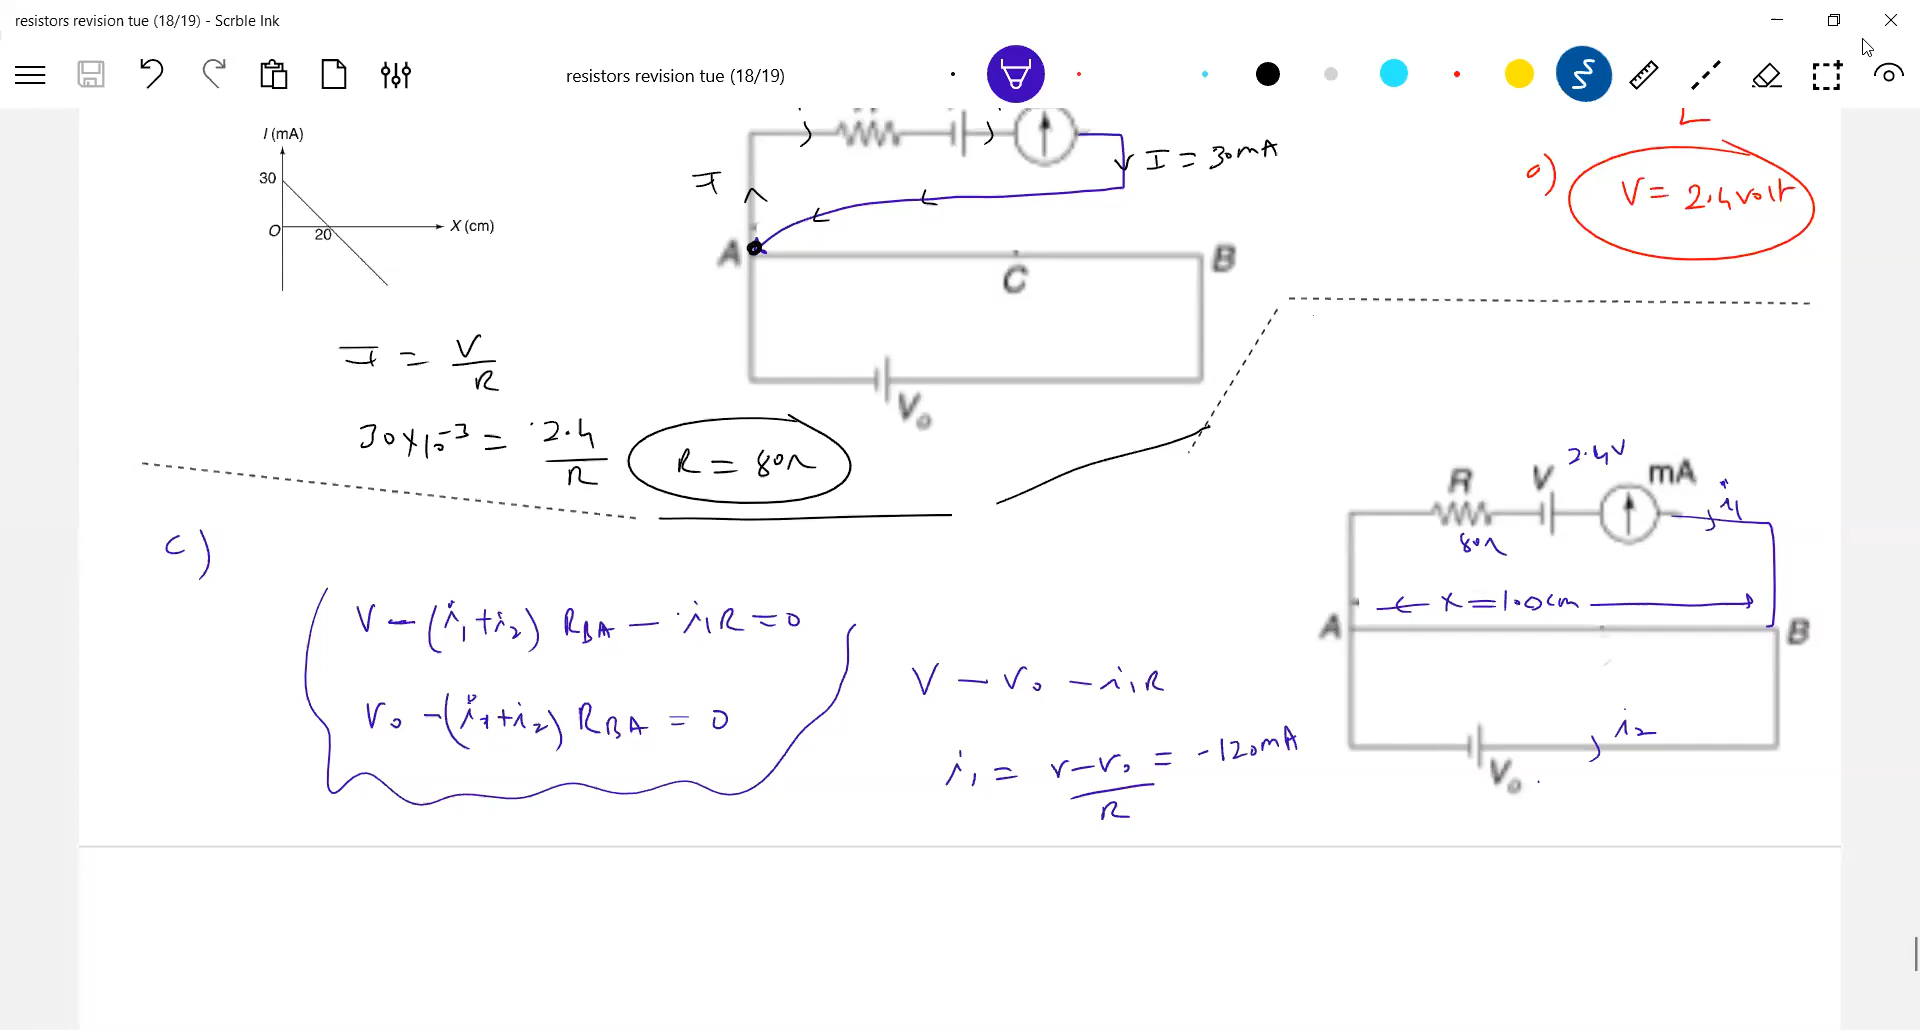 resistors revision tue (18/19) - Scrble Ink
resistors revision tue (18/19)
I (mA)
30
O
20
X (cm)
I
I = 30mA
A
C
B
V₀
a)
V = 2.4 volt
I = V/R
30×10⁻³ = 2.4/R
R = 80Ω
c)
V - (i₁+i₂) R_BA - i₁R = 0
V₀ - (i₁+i₂) R_BA = 0
V - V₀ - i₁R
i₁ = V-V₀/R = -120mA
2.4V
R
V
mA
i₁
80Ω
x = 100cm
A
B
i₂
V₀